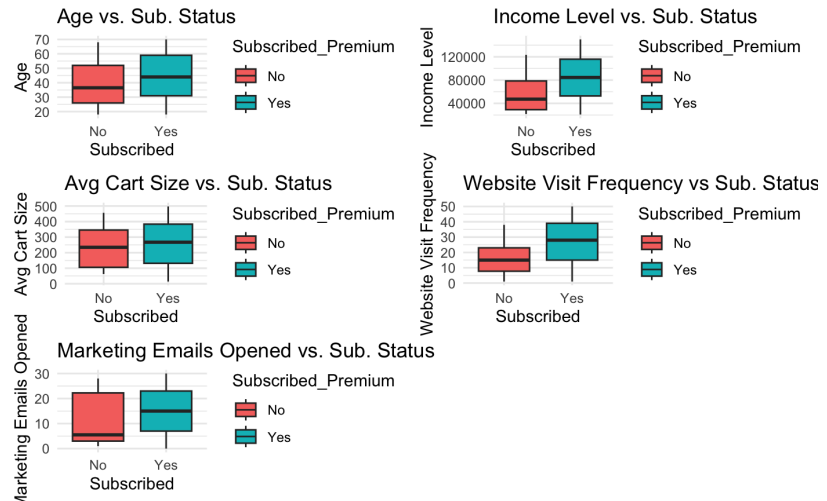 Age vs. Sub. Status
Age
70
60
50
40
30
20
No
Yes
Subscribed
Subscribed_Premium
No
Yes
Income Level vs. Sub. Status
Income Level
120000
80000
40000
No
Yes
Subscribed
Subscribed_Premium
No
Yes
Avg Cart Size vs. Sub. Status
Avg Cart Size
500
400
300
200
100
0
No
Yes
Subscribed
Subscribed_Premium
No
Yes
Website Visit Frequency vs Sub. Status
Website Visit Frequency
50
40
30
20
10
0
No
Yes
Subscribed
Subscribed_Premium
No
Yes
Marketing Emails Opened vs. Sub. Status
Marketing Emails Opened
30
20
10
0
No
Yes
Subscribed
Subscribed_Premium
No
Yes